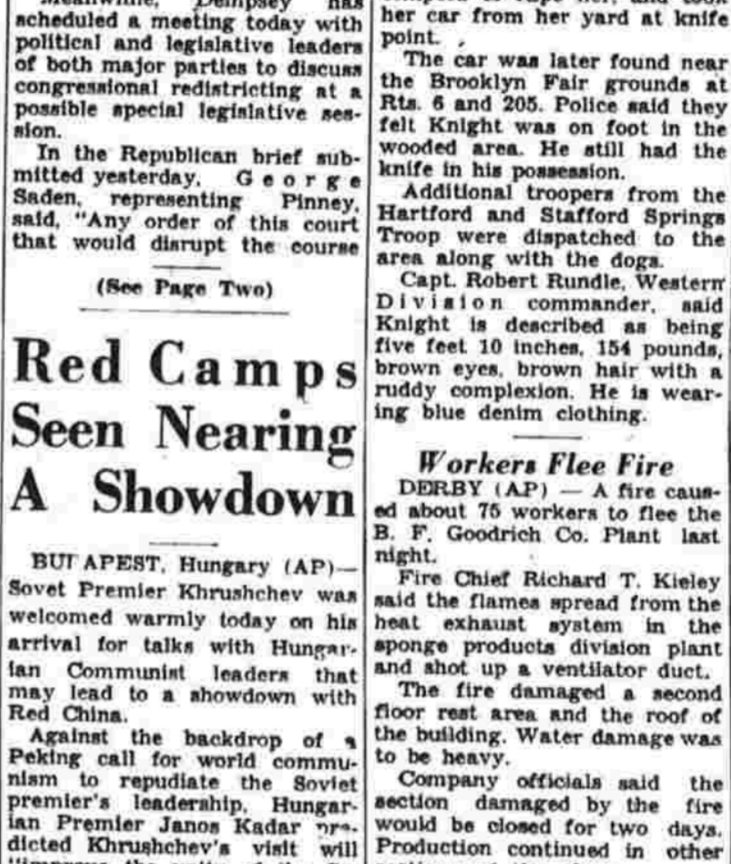 Meanwhile, Dempsey has
scheduled a meeting today with
political and legislative leaders
of both major parties to discuss
congressional redistricting at a
possible special legislative ses-
sion.
In the Republican brief sub-
mitted yesterday, George
Saden, representing Pinney,
said, "Any order of this court
that would disrupt the course
(See Page Two)
Red Camps
Seen Nearing
A Showdown
BUDAPEST, Hungary (AP)—
Sovet Premier Khrushchev was
welcomed warmly today on his
arrival for talks with Hungar-
ian Communist leaders that
may lead to a showdown with
Red China.
Against the backdrop of a
Peking call for world commu-
nism to repudiate the Soviet
premier's leadership, Hungar-
ian Premier Janos Kadar pre-
dicted Khrushchev's visit will
her, and took
her car from her yard at knife
point.
The car was later found near
the Brooklyn Fair grounds at
Rts. 6 and 205. Police said they
felt Knight was on foot in the
wooded area. He still had the
knife in his possession.
Additional troopers from the
Hartford and Stafford Springs
Troop were dispatched to the
area along with the dogs.
Capt. Robert Rundle, Western
Division commander, said
Knight is described as being
five feet 10 inches, 154 pounds,
brown eyes, brown hair with a
ruddy complexion. He is wear-
ing blue denim clothing.
Workers Flee Fire
DERBY (AP) — A fire caus-
ed about 75 workers to flee the
B. F. Goodrich Co. Plant last
night.
Fire Chief Richard T. Kieley
said the flames spread from the
heat exhaust system in the
sponge products division plant
and shot up a ventilator duct.
The fire damaged a second
floor rest area and the roof of
the building. Water damage was
to be heavy.
Company officials said the
section damaged by the fire
would be closed for two days.
Production continued in other